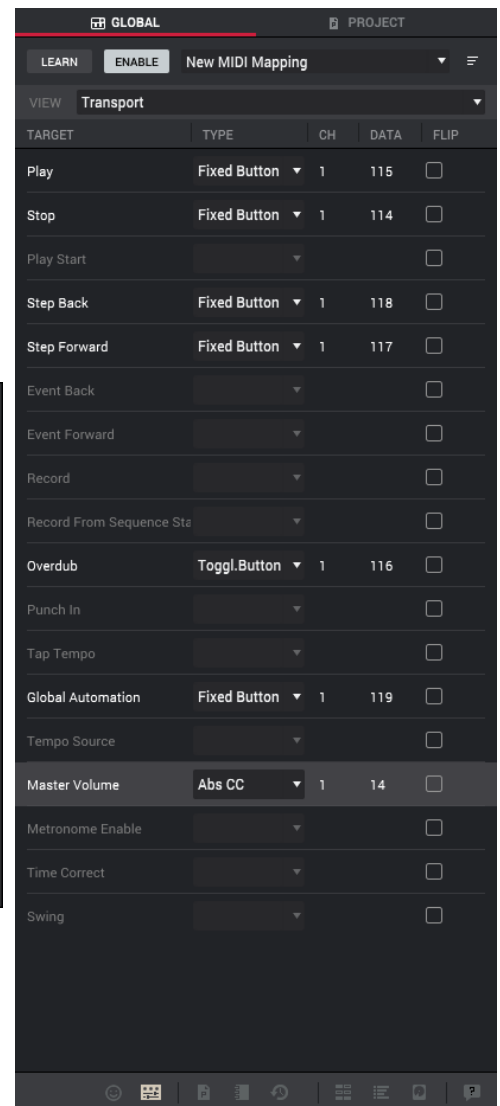 GLOBAL PROJECT
LEARN ENABLE New MIDI Mapping
VIEW Transport
TARGET TYPE CH DATA FLIP
Play Fixed Button 1 115
Stop Fixed Button 1 114
Play Start
Step Back Fixed Button 1 118
Step Forward Fixed Button 1 117
Event Back
Event Forward
Record
Record From Sequence Sta
Overdub Toggl.Button 1 116
Punch In
Tap Tempo
Global Automation Fixed Button 1 119
Tempo Source
Master Volume Abs CC 1 14
Metronome Enable
Time Correct
Swing